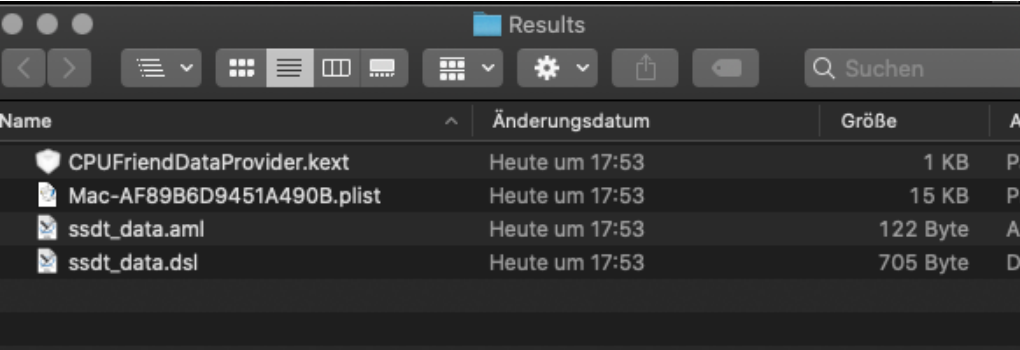 Results
Suchen
Name Änderungsdatum Größe A
CPUFriendDataProvider.kext Heute um 17:53 1 KB P
Mac-AF89B6D9451A490B.plist Heute um 17:53 15 KB P
ssdt_data.aml Heute um 17:53 122 Byte A
ssdt_data.dsl Heute um 17:53 705 Byte D